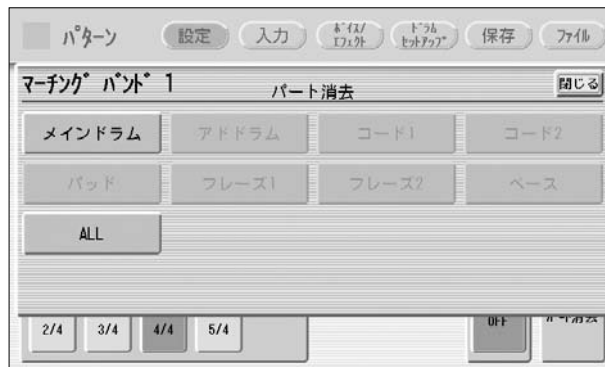 パターン 設定 入力 ﾎﾞｲｽ/ｴﾌｪｸﾄ ﾄﾞﾗﾑｾｯﾄｱｯﾌﾟ 保存 ファイル
マーチング バンド 1 パート消去 閉じる
メインドラム アドドラム コード1 コード2
パッド フレーズ1 フレーズ2 ベース
ALL
2/4 3/4 4/4 5/4 OFF